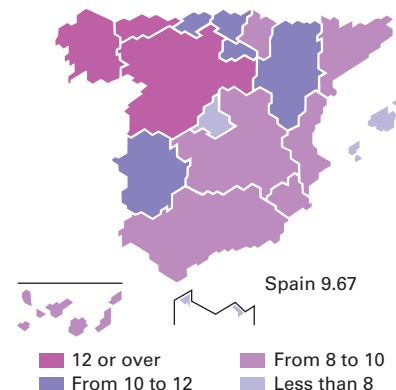 Spain 9.67
12 or over
From 8 to 10
From 10 to 12
Less than 8